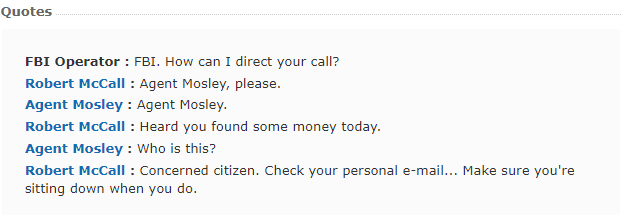 Quotes
FBI Operator : FBI. How can I direct your call?
Robert McCall : Agent Mosley, please.
Agent Mosley : Agent Mosley.
Robert McCall : Heard you found some money today.
Agent Mosley : Who is this?
Robert McCall : Concerned citizen. Check your personal e-mail... Make sure you're
sitting down when you do.